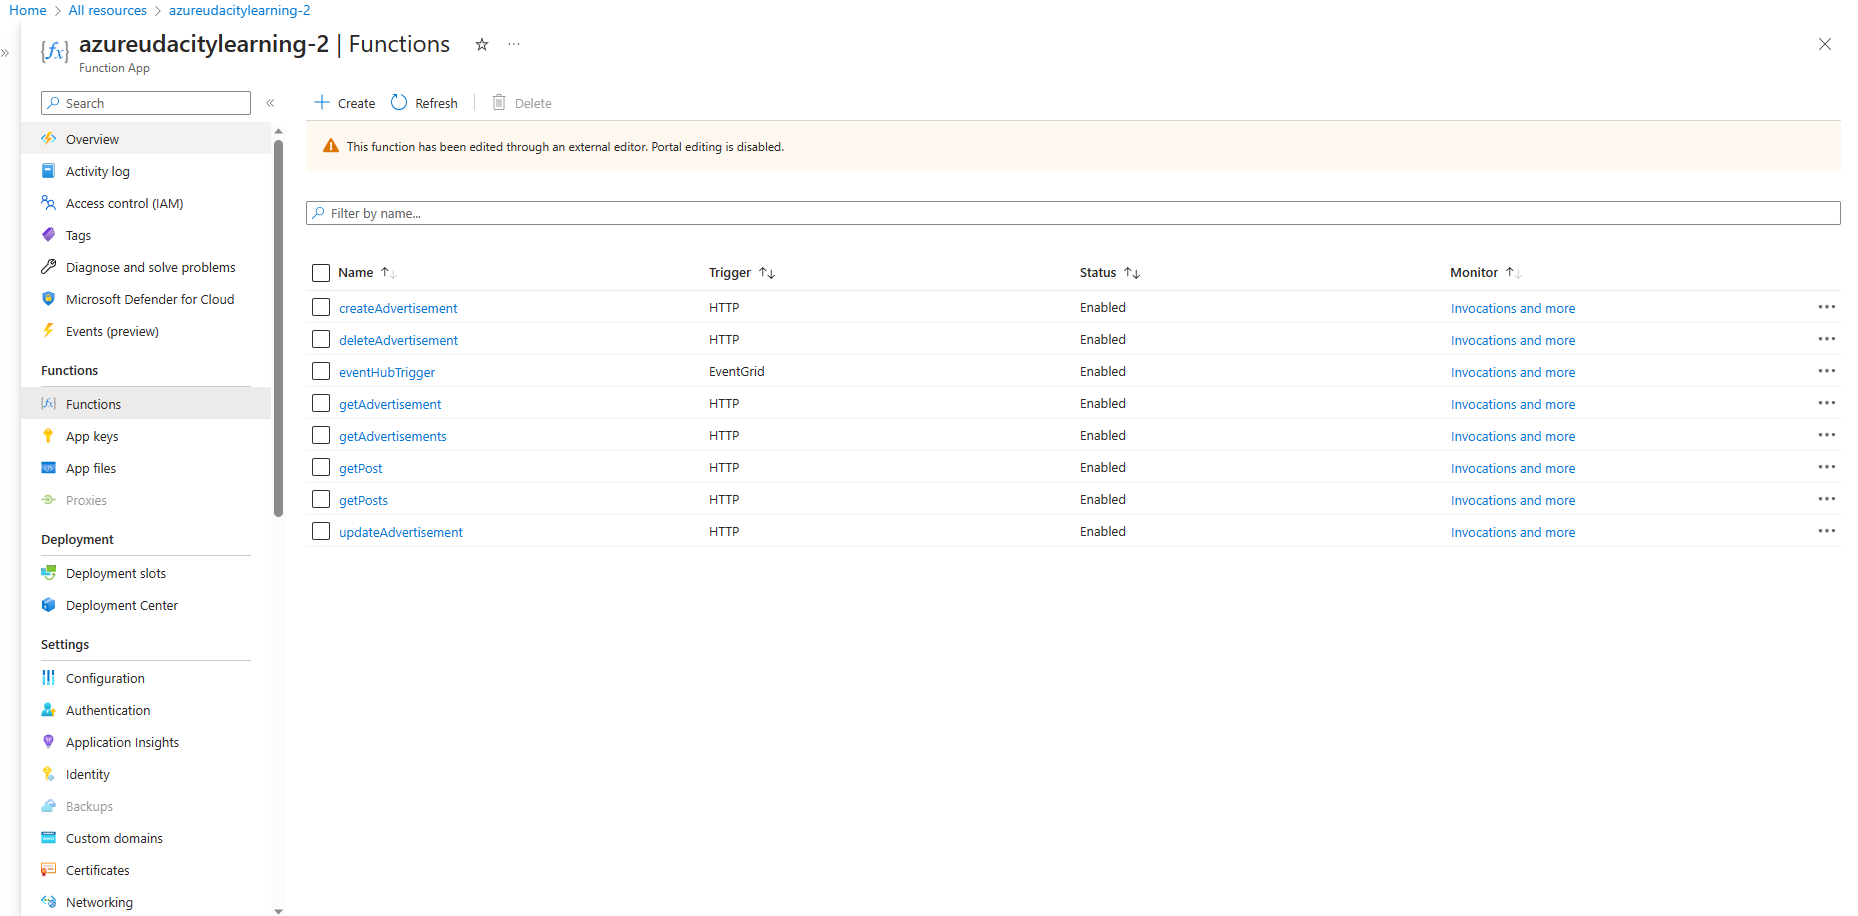 Home > All resources > azureudacitylearning-2
azureudacitylearning-2 | Functions
Function App
Search
Overview
Activity log
Access control (IAM)
Tags
Diagnose and solve problems
Microsoft Defender for Cloud
Events (preview)
Functions
Functions
App keys
App files
Proxies
Deployment
Deployment slots
Deployment Center
Settings
Configuration
Authentication
Application Insights
Identity
Backups
Custom domains
Certificates
Networking
Create Refresh Delete
This function has been edited through an external editor. Portal editing is disabled.
Filter by name...
Name Trigger Status Monitor
createAdvertisement HTTP Enabled Invocations and more
deleteAdvertisement HTTP Enabled Invocations and more
eventHubTrigger EventGrid Enabled Invocations and more
getAdvertisement HTTP Enabled Invocations and more
getAdvertisements HTTP Enabled Invocations and more
getPost HTTP Enabled Invocations and more
getPosts HTTP Enabled Invocations and more
updateAdvertisement HTTP Enabled Invocations and more